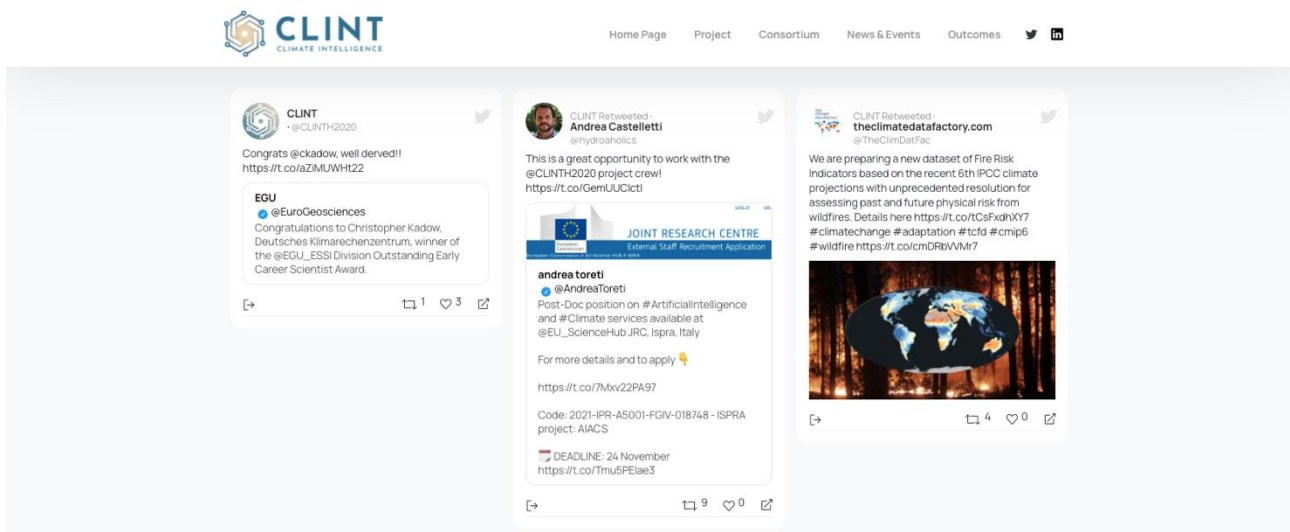 CLINT
CLIMATE INTELLIGENCE
Home Page
Project
Consortium
News & Events
Outcomes
CLINT
· @CLINTH2020
Congrats @ckadow, well derved!!
https://t.co/aZiMUWHt22
EGU
@EuroGeosciences
Congratulations to Christopher Kadow,
Deutsches Klimarechenzentrum, winner of
the @EGU_ESSI Division Outstanding Early
Career Scientist Award.
1
3
CLINT Retweeted ·
Andrea Castelletti
@hydroaholics
This is a great opportunity to work with the
@CLINTH2020 project crew!
https://t.co/GemUUClctI
European
Commission
JOINT RESEARCH CENTRE
External Staff Recruitment Application
andrea toreti
@AndreaToreti
Post-Doc position on #ArtificialIntelligence
and #Climate services available at
@EU_ScienceHub JRC, Ispra, Italy
For more details and to apply 👇
https://t.co/7Mxv22PA97
Code: 2021-IPR-A5001-FGIV-018748 - ISPRA
project: AIACS
DEADLINE: 24 November
https://t.co/Tmu5PElae3
9
0
CLINT Retweeted ·
theclimatedatafactory.com
@TheClimDatFac
We are preparing a new dataset of Fire Risk
Indicators based on the recent 6th IPCC climate
projections with unprecedented resolution for
assessing past and future physical risk from
wildfires. Details here https://t.co/tCsFxdhXY7
#climatechange #adaptation #tcfd #cmip6
#wildfire https://t.co/cmDRbVVMr7
4
0